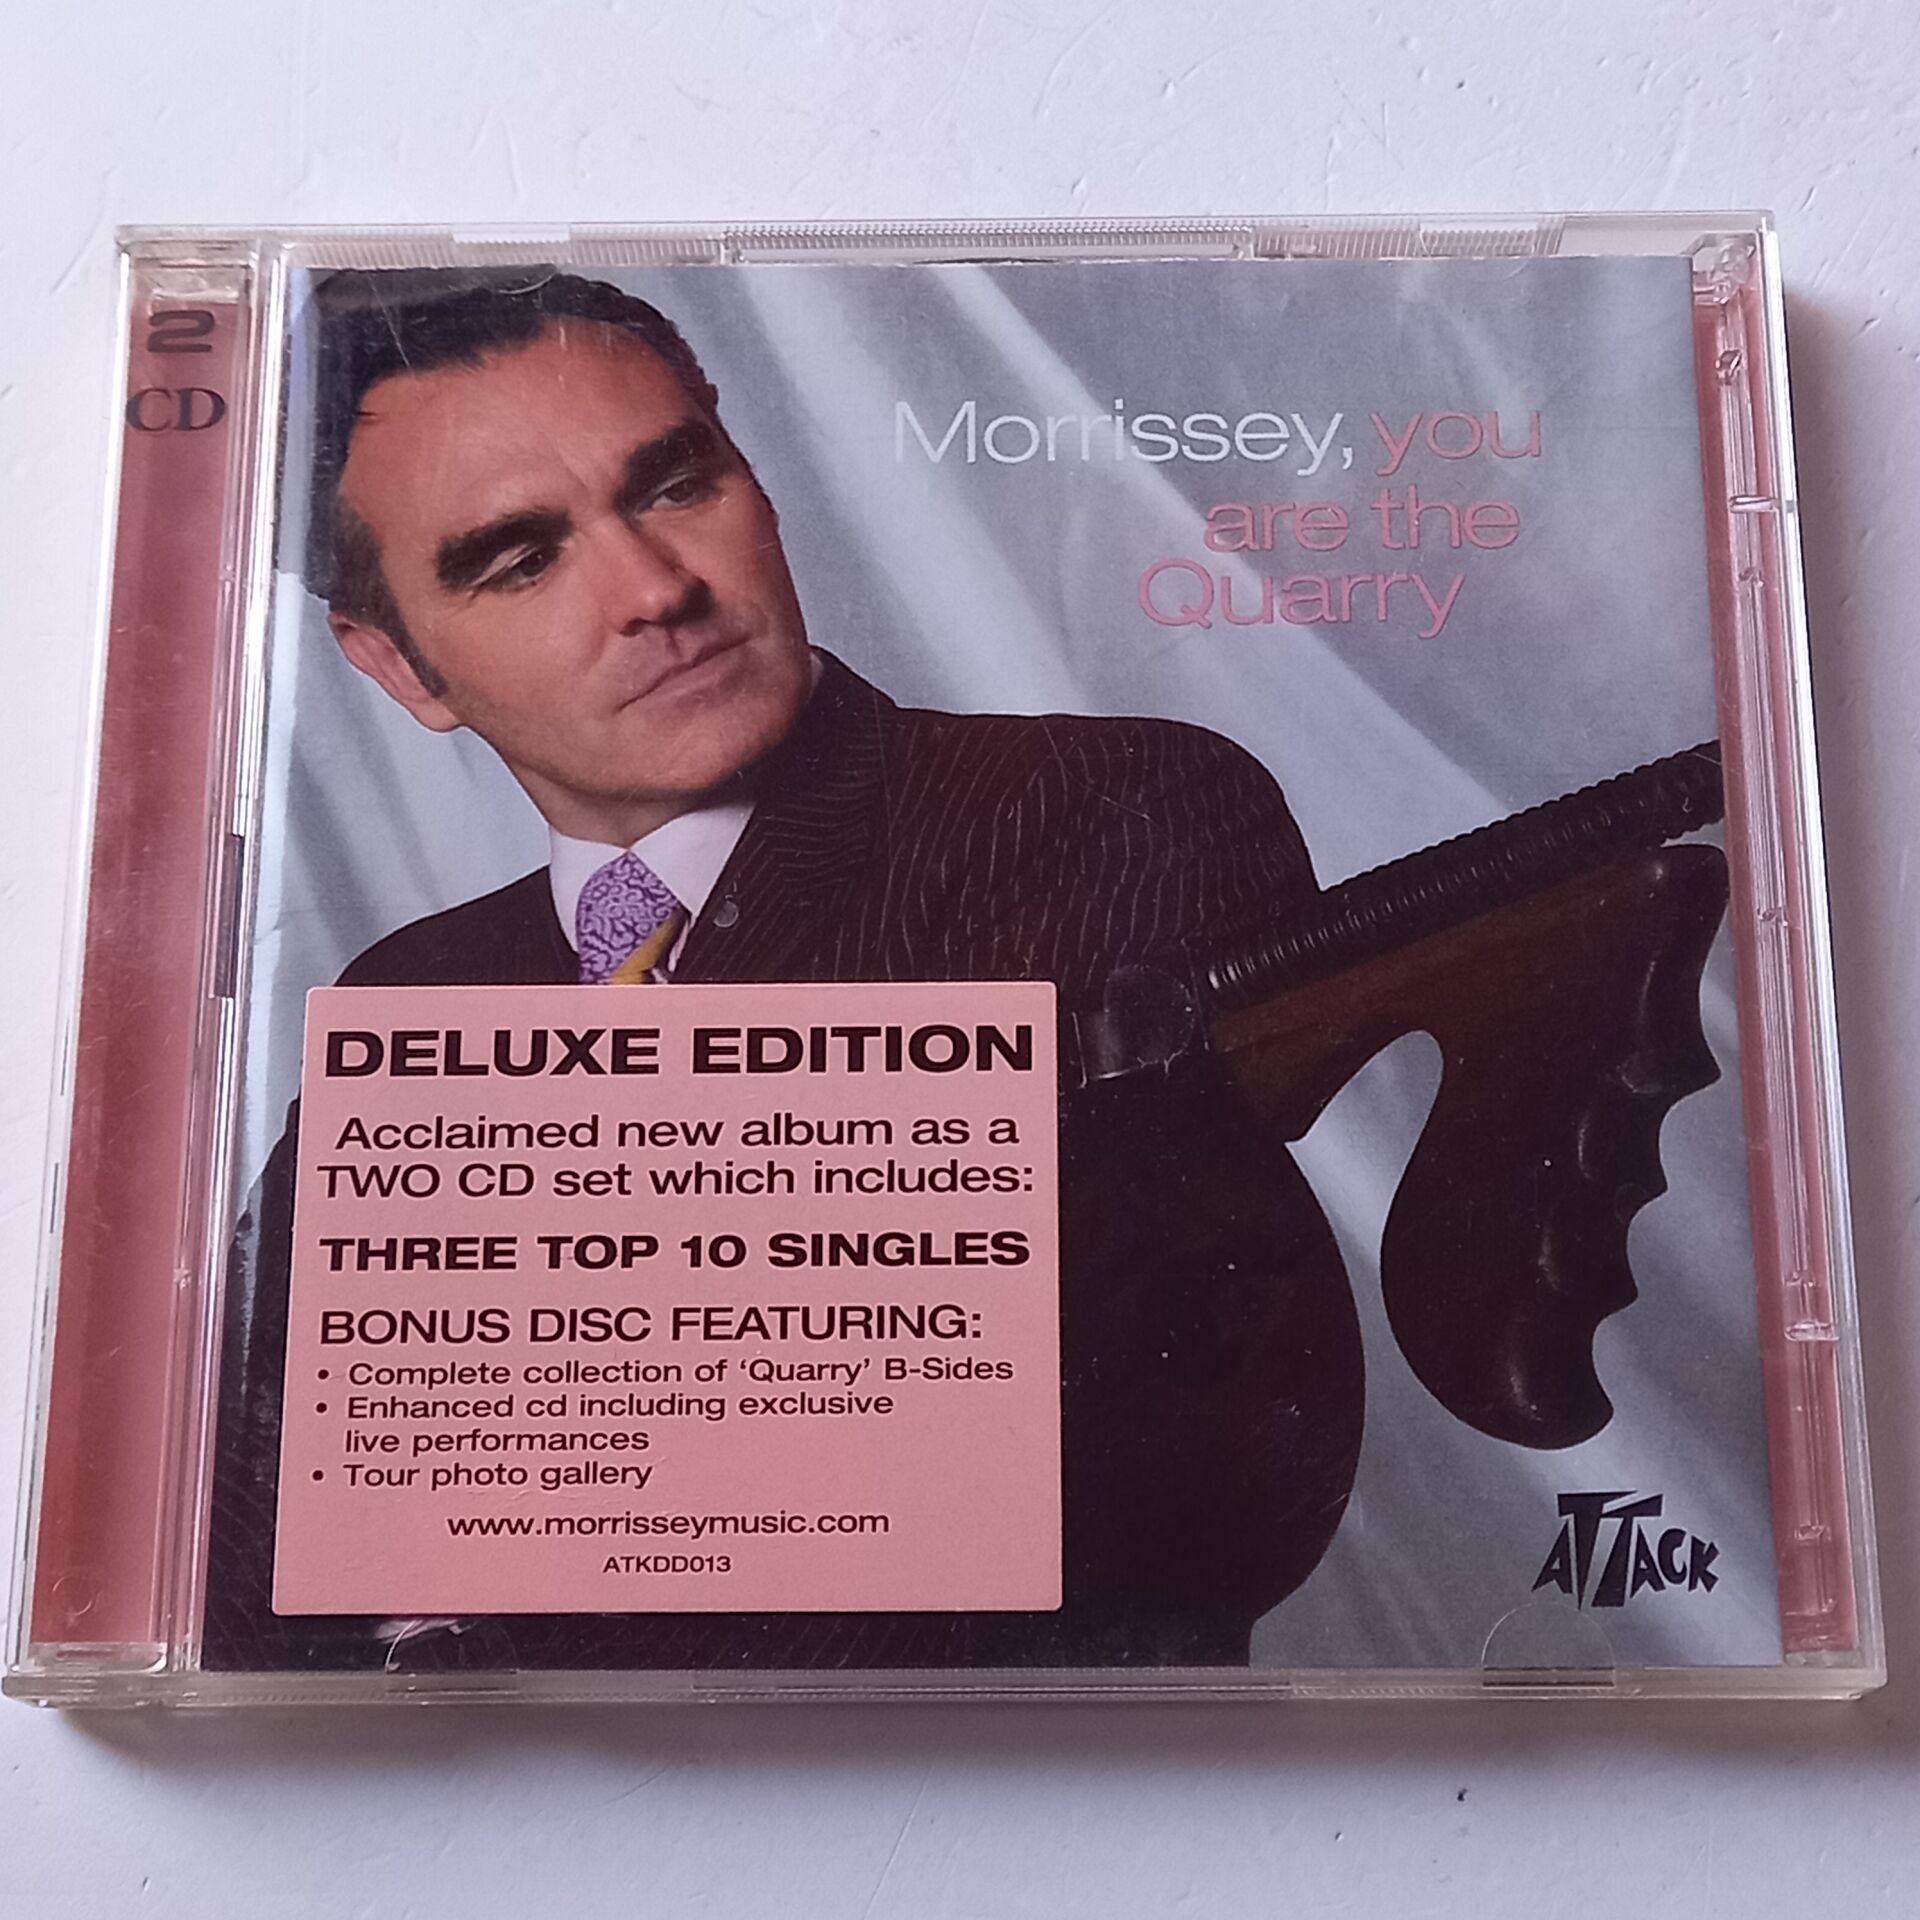 2
CD
Morrissey, you
are the
Quarry
DELUXE EDITION
Acclaimed new album as a
TWO CD set which includes:
THREE TOP 10 SINGLES
BONUS DISC FEATURING:
• Complete collection of ‘Quarry’ B-Sides
• Enhanced cd including exclusive
live performances
• Tour photo gallery
www.morrisseymusic.com
ATKDD013
ATTACK